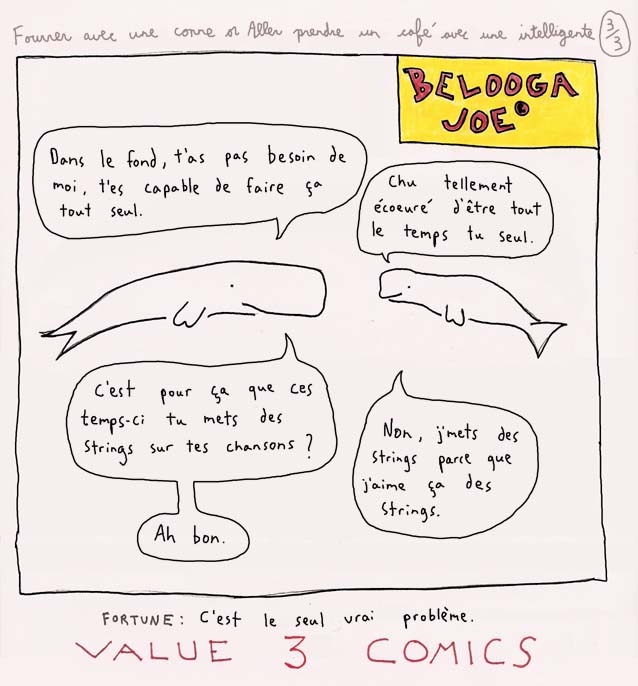 Fourrer avec une conne ou Aller prendre un café avec une intelligente 3/3
BELOOGA
JOE
Dans le fond, t'as pas besoin de
moi, t'es capable de faire ça
tout seul.
Chu tellement
écoeuré d'être tout
le temps tu seul.
C'est pour ça que ces
temps-ci tu mets des
strings sur tes chansons ?
Non, j'mets des
strings parce que
j'aime ça des
strings.
Ah bon.
FORTUNE: C'est le seul vrai problème.
VALUE 3 COMICS